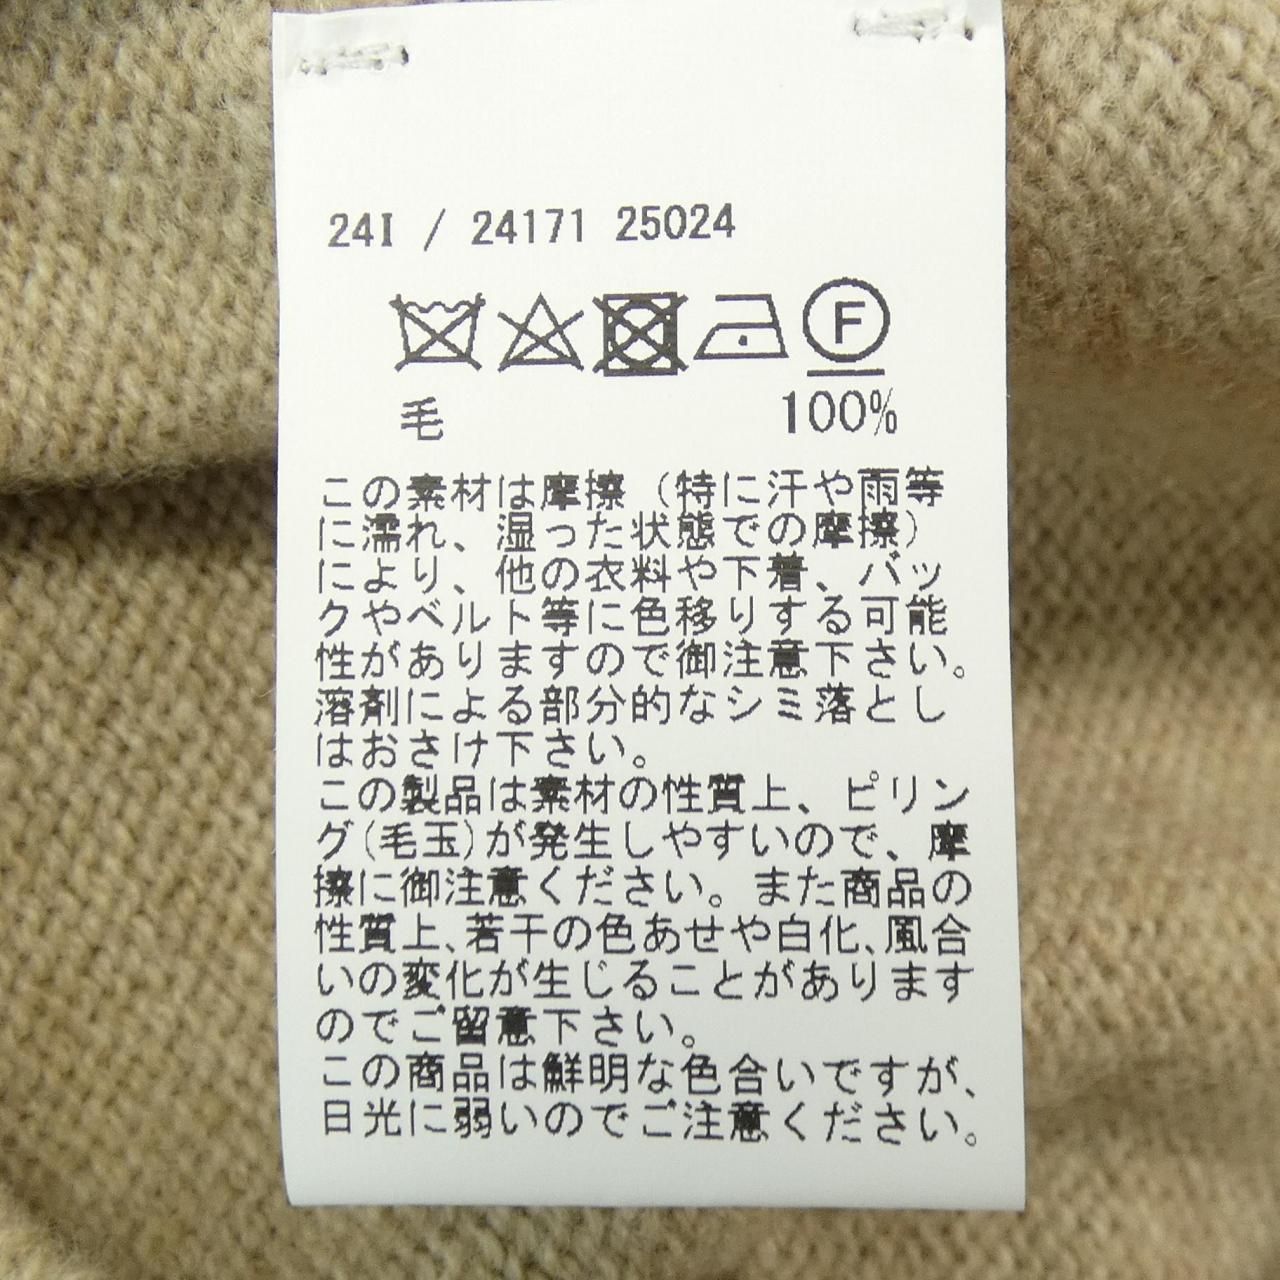 24I / 24171 25024
F
毛 100%
この素材は摩擦（特に汗や雨等
に濡れ、湿った状態での摩擦）
により、他の衣料や下着、バッ
クやベルト等に色移りする可能
性がありますので御注意下さい。
溶剤による部分的なシミ落とし
はおさけ下さい。
この製品は素材の性質上、ピリン
グ(毛玉)が発生しやすいので、摩
擦に御注意ください。また商品の
性質上、若干の色あせや白化、風合
いの変化が生じることがあります
のでご留意下さい。
この商品は鮮明な色合いですが、
日光に弱いのでご注意ください。